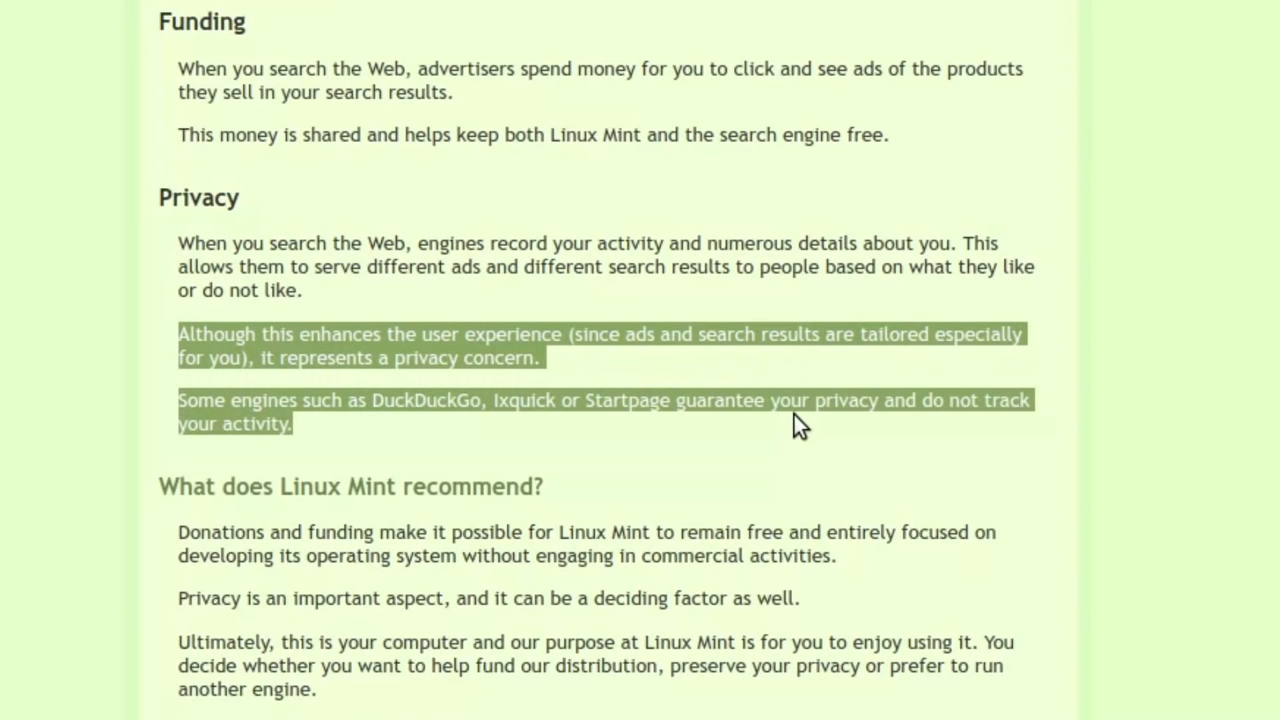 Funding
When you search the Web, advertisers spend money for you to click and see ads of the products
they sell in your search results.
This money is shared and helps keep both Linux Mint and the search engine free.
Privacy
When you search the Web, engines record your activity and numerous details about you. This
allows them to serve different ads and different search results to people based on what they like
or do not like.
Although this enhances the user experience (since ads and search results are tailored especially
for you), it represents a privacy concern.
Some engines such as DuckDuckGo, Ixquick or Startpage guarantee your privacy and do not track
your activity.
What does Linux Mint recommend?
Donations and funding make it possible for Linux Mint to remain free and entirely focused on
developing its operating system without engaging in commercial activities.
Privacy is an important aspect, and it can be a deciding factor as well.
Ultimately, this is your computer and our purpose at Linux Mint is for you to enjoy using it. You
decide whether you want to help fund our distribution, preserve your privacy or prefer to run
another engine.